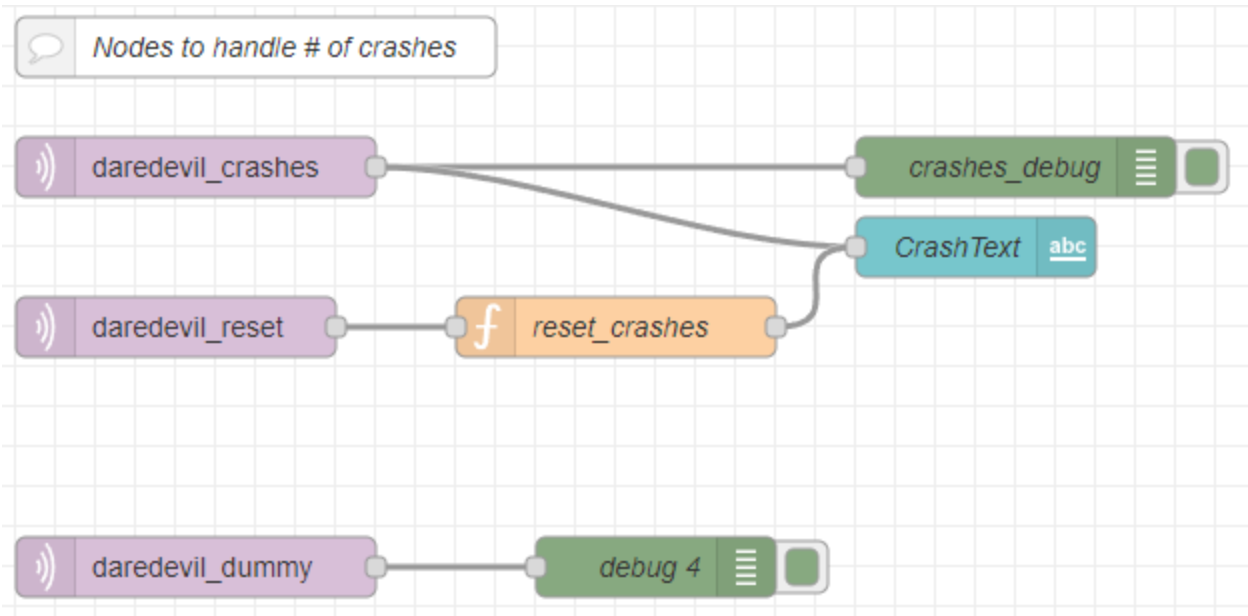 Nodes to handle # of crashes
daredevil_crashes
crashes_debug
CrashText
abc
daredevil_reset
reset_crashes
daredevil_dummy
debug 4